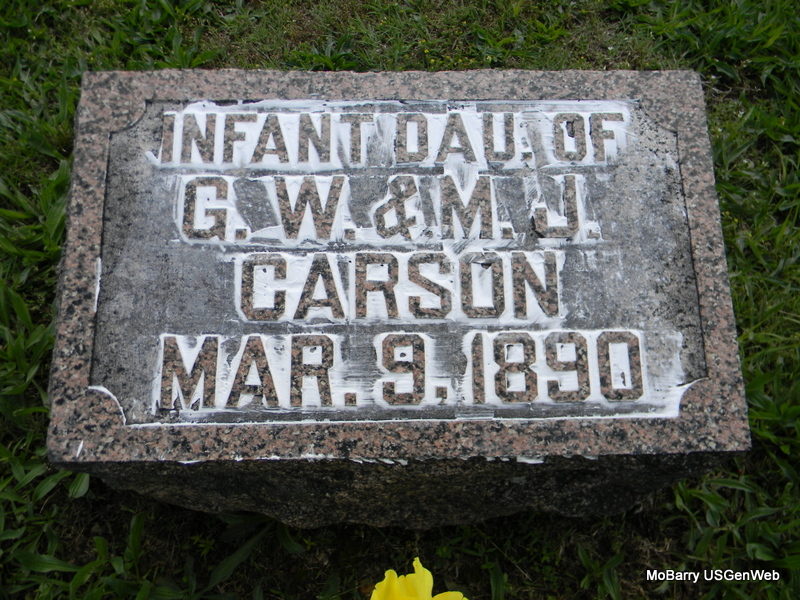 INFANT DAU. OF
G. W. & M. J.
CARSON
MAR. 9. 1890
MoBarry USGenWeb